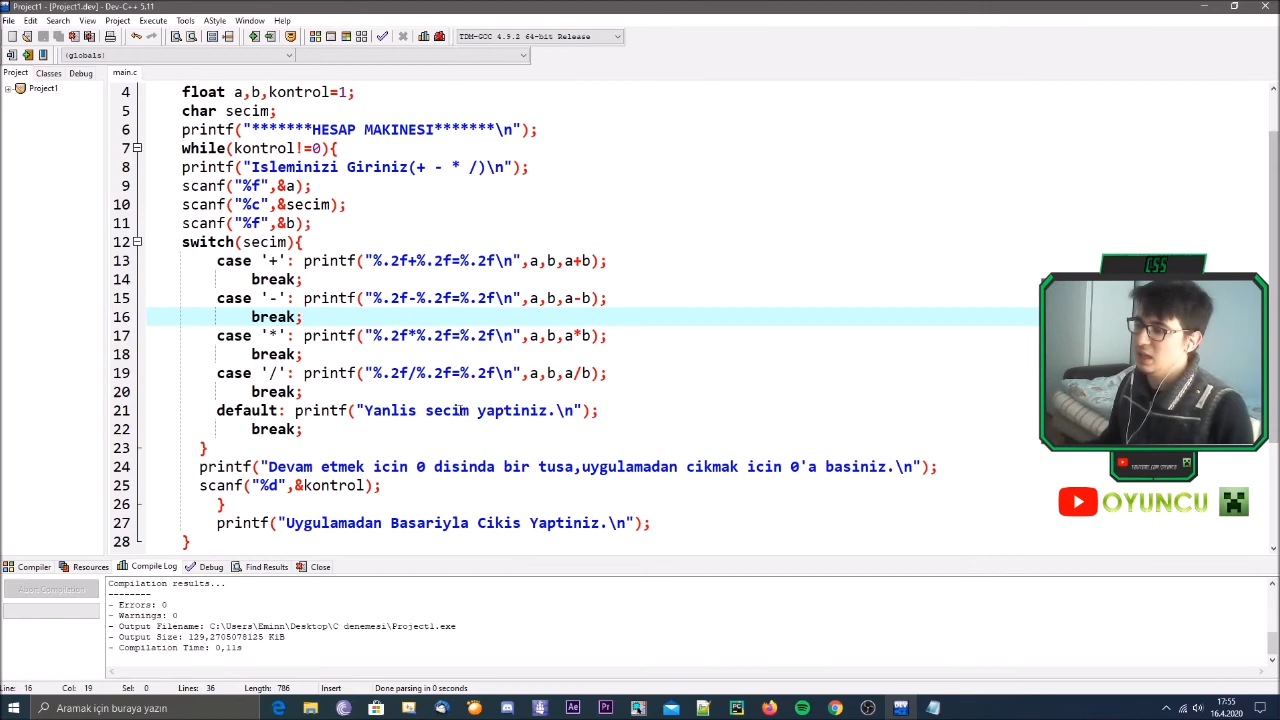 Project1 - [Project1.dev] - Dev-C++ 5.11
File Edit Search View Project Execute Tools AStyle Window Help
TDM-GCC 4.9.2 64-bit Release
(globals)
Project Classes Debug
main.c
Project1
4 float a,b,kontrol=1;
5 char secim;
6 printf("*******HESAP MAKINESI*******\n");
7 while(kontrol!=0){
8 printf("Isleminizi Giriniz(+ - * /)\n");
9 scanf("%f",&a);
10 scanf("%c",&secim);
11 scanf("%f",&b);
12 switch(secim){
13 case '+': printf("%.2f+%.2f=%.2f\n",a,b,a+b);
14 break;
15 case '-': printf("%.2f-%.2f=%.2f\n",a,b,a-b);
16 break;
17 case '*': printf("%.2f*%.2f=%.2f\n",a,b,a*b);
18 break;
19 case '/': printf("%.2f/%.2f=%.2f\n",a,b,a/b);
20 break;
21 default: printf("Yanlis secim yaptiniz.\n");
22 break;
23 }
24 printf("Devam etmek icin 0 disinda bir tusa,uygulamadan cikmak icin 0'a basiniz.\n");
25 scanf("%d",&kontrol);
26 }
27 printf("Uygulamadan Basariyla Cikis Yaptiniz.\n");
28 }
CSS
OYUNCU
Compiler Resources Compile Log Debug Find Results Close
Abort Compilation
Compilation results...
--------
- Errors: 0
- Warnings: 0
- Output Filename: C:\Users\Eminn\Desktop\C denemesi\Project1.exe
- Output Size: 129,2705078125 KiB
- Compilation Time: 0,11s
Line: 16 Col: 19 Sel: 0 Lines: 36 Length: 786 Insert Done parsing in 0 seconds
Aramak için buraya yazın
Ae Pr DEV
17:55
16.4.2020